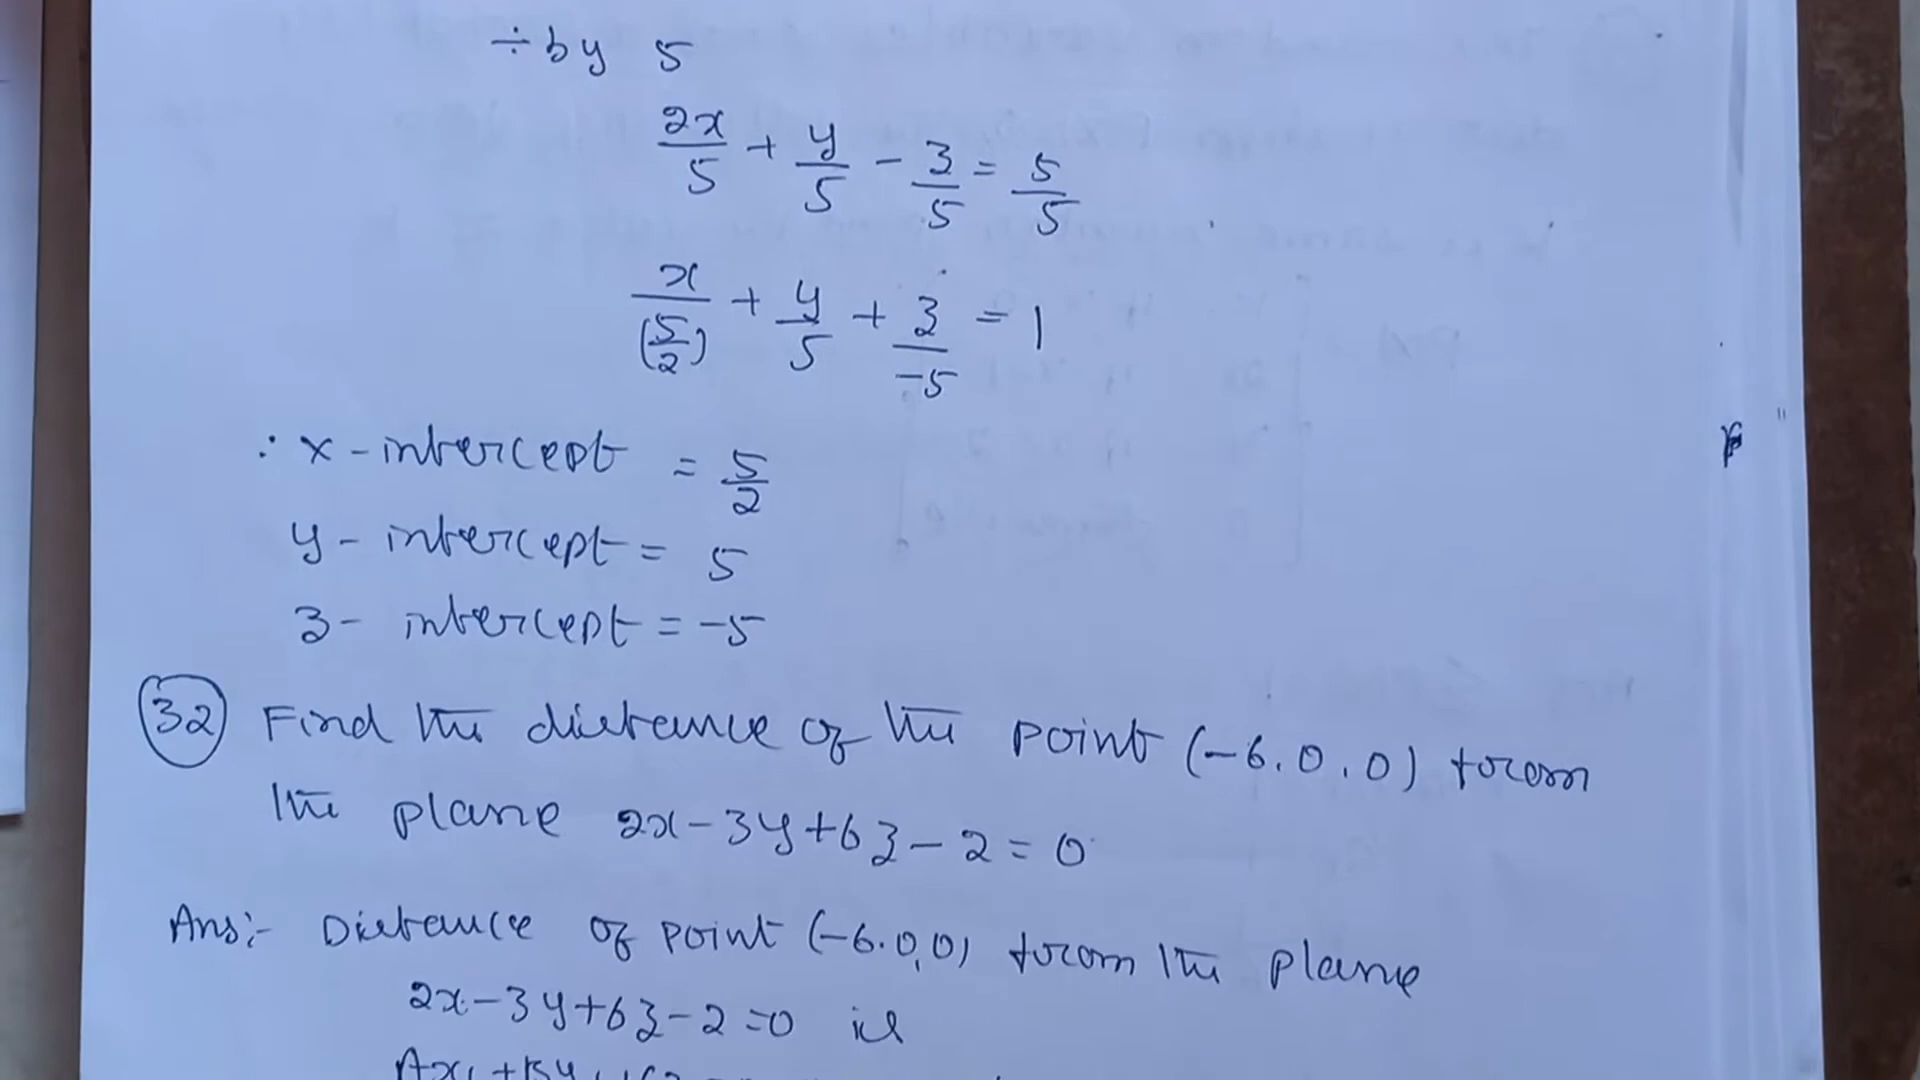 ÷ by 5
2x/5 + y/5 - z/5 = 5/5
x/(5/2) + y/5 + z/-5 = 1
∴ x-intercept = 5/2
y-intercept = 5
z-intercept = -5
32 Find the distance of the point (-6,0,0) from
the plane 2x-3y+6z-2=0
Ans:- Distance of point (-6,0,0) from the plane
2x-3y+6z-2=0 is